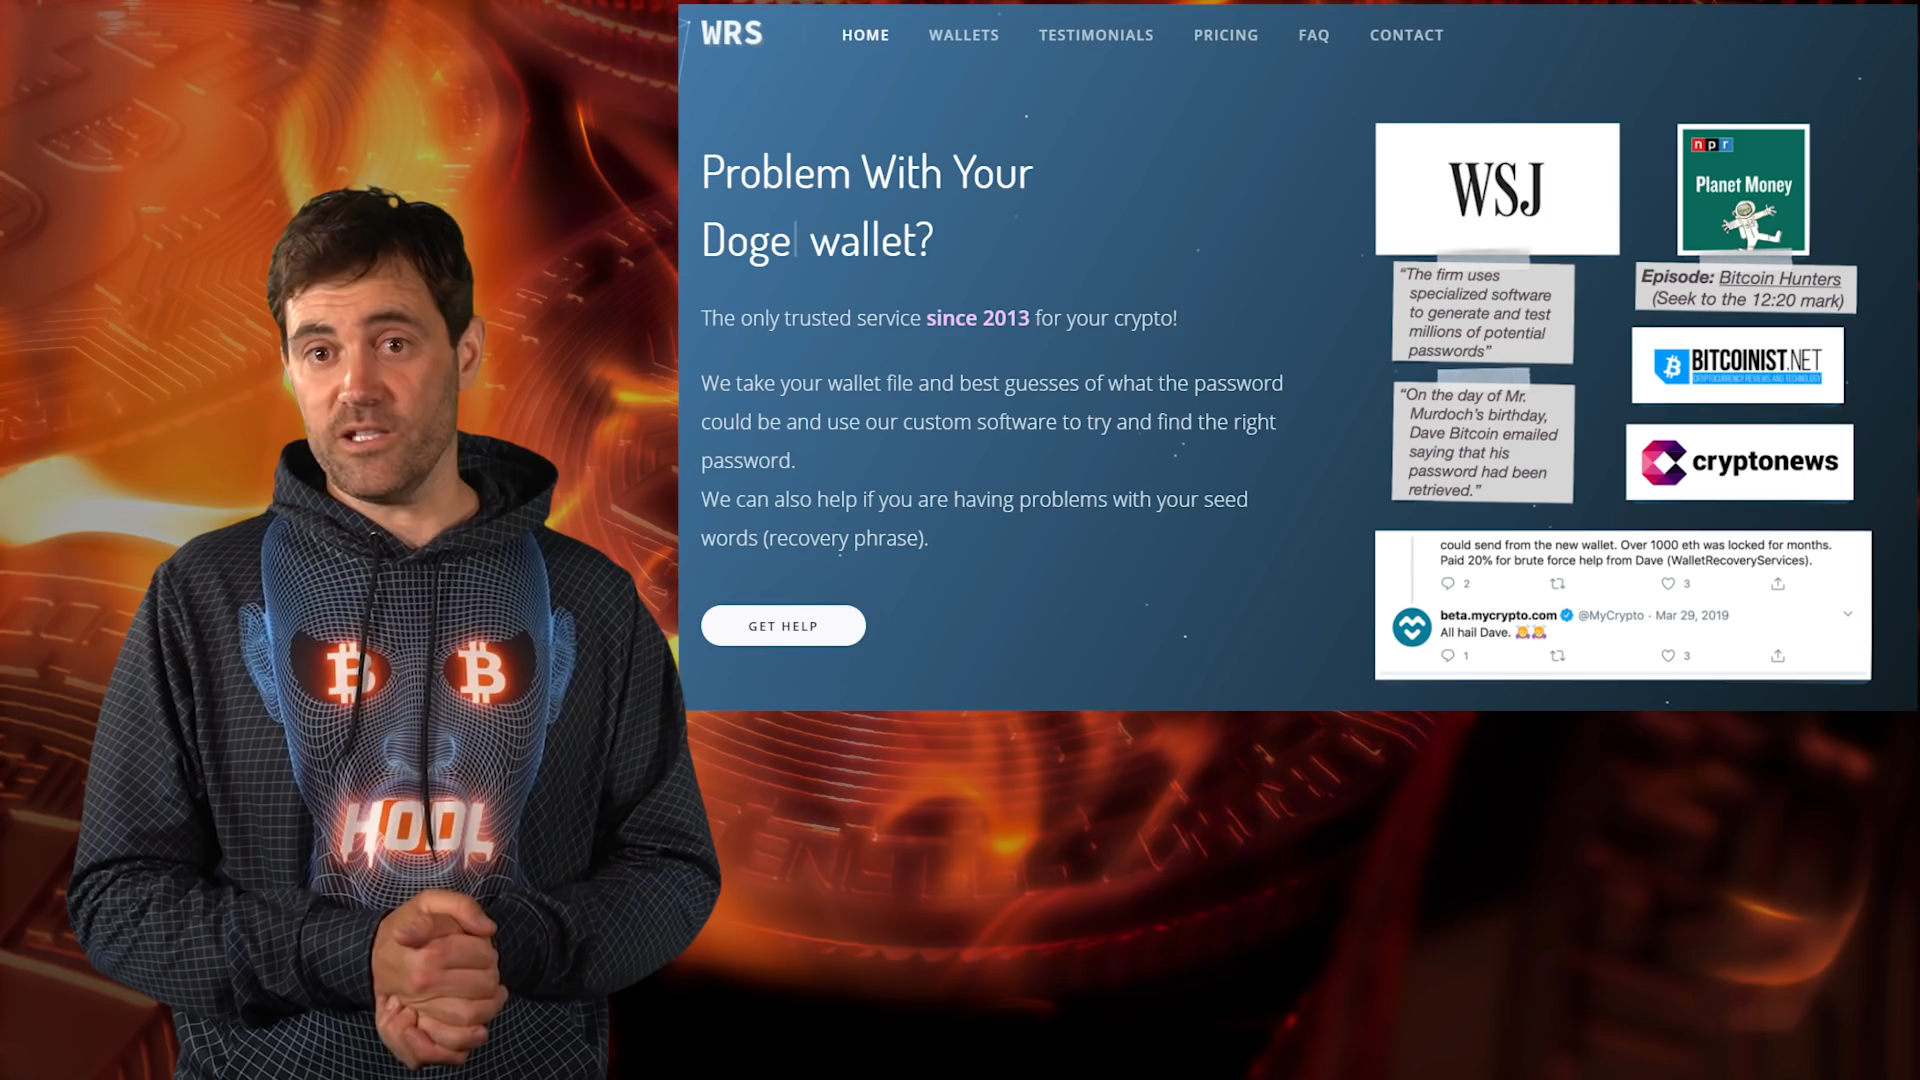 WRS
HOME
WALLETS
TESTIMONIALS
PRICING
FAQ
CONTACT
Problem With Your
Doge wallet?
The only trusted service since 2013 for your crypto!
We take your wallet file and best guesses of what the password
could be and use our custom software to try and find the right
password.
We can also help if you are having problems with your seed
words (recovery phrase).
GET HELP
WSJ
"The firm uses
specialized software
to generate and test
millions of potential
passwords"
"On the day of Mr.
Murdoch's birthday,
Dave Bitcoin emailed
saying that his
password had been
retrieved."
npr
Planet Money
Episode: Bitcoin Hunters
(Seek to the 12:20 mark)
BITCOINIST.NET
CRYPTOCURRENCY REVIEWS AND TECHNOLOGY
cryptonews
could send from the new wallet. Over 1000 eth was locked for months.
Paid 20% for brute force help from Dave (WalletRecoveryServices).
2
3
beta.mycrypto.com @MyCrypto · Mar 29, 2019
All hail Dave.
1
3
B B
HODL